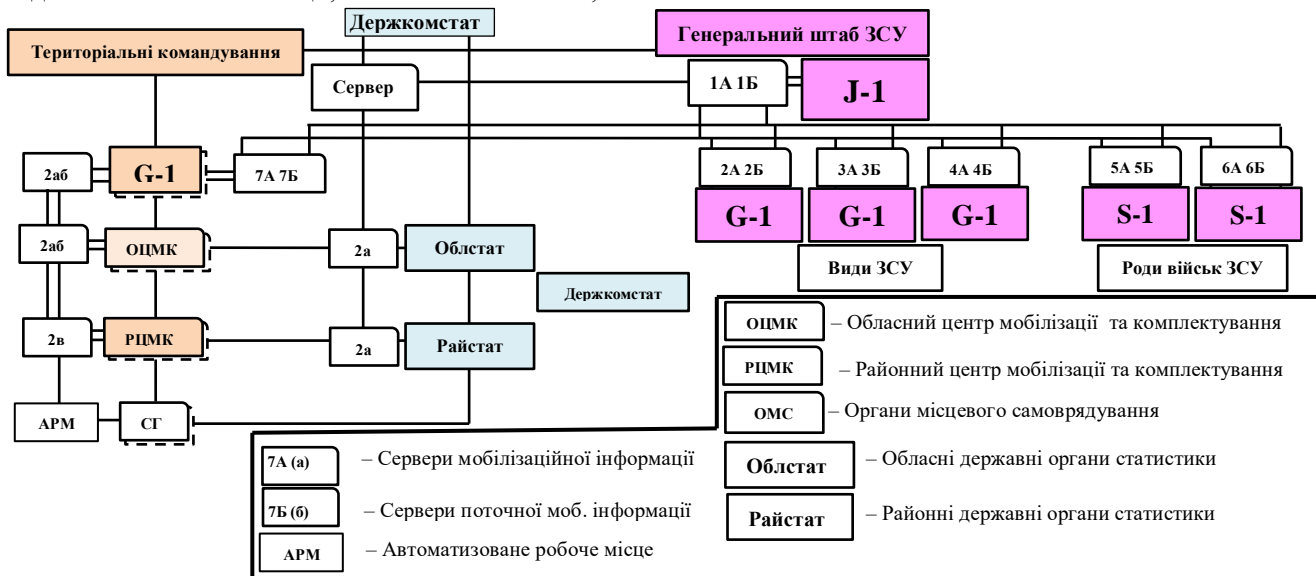 Держкомстат
Територіальні командування
Генеральний штаб ЗСУ
Сервер
1А 1Б
J-1
2аб
G-1
7А 7Б
2А 2Б
3А 3Б
4А 4Б
5А 5Б
6А 6Б
G-1
G-1
G-1
S-1
S-1
2аб
ОЦМК
2а
Облстат
Види ЗСУ
Роди військ ЗСУ
Держкомстат
2в
РЦМК
2а
Райстат
АРМ
СГ
ОЦМК – Обласний центр мобілізації та комплектування
РЦМК – Районний центр мобілізації та комплектування
ОМС – Органи місцевого самоврядування
Облстат – Обласні державні органи статистики
Райстат – Районні державні органи статистики
7А (а) – Сервери мобілізаційної інформації
7Б (б) – Сервери поточної моб. інформації
АРМ – Автоматизоване робоче місце